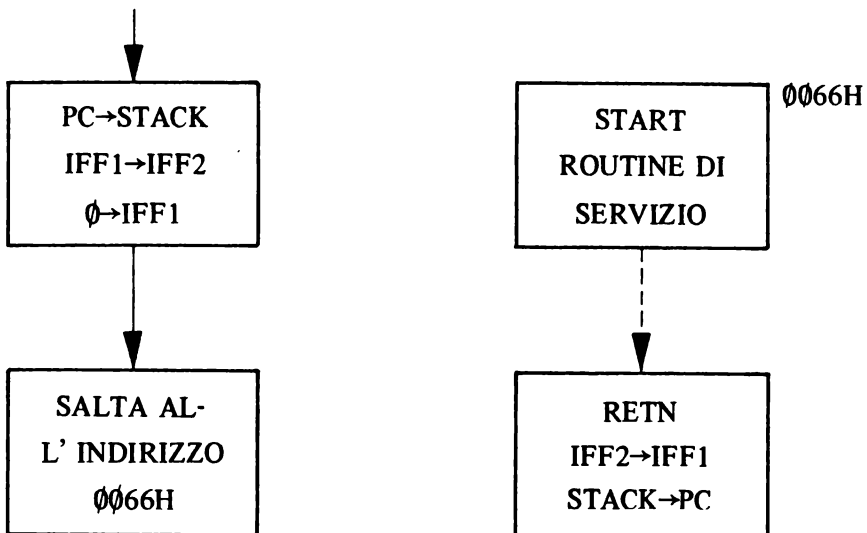 PC→STACK
IFF1→IFF2
∅→IFF1
SALTA AL-
L' INDIRIZZO
∅∅66H
∅∅66H
START
ROUTINE DI
SERVIZIO
RETN
IFF2→IFF1
STACK→PC